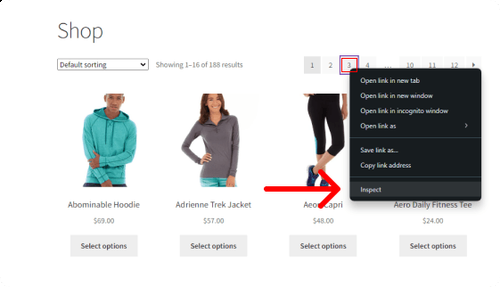 Shop
Default sorting
Showing 1–16 of 188 results
1 2 3 4 … 10 11 12
Open link in new tab
Open link in new window
Open link in incognito window
Open link as
Save link as...
Copy link address
Inspect
Abominable Hoodie
Adrienne Trek Jacket
Aeon Capri
Aero Daily Fitness Tee
$69.00
$57.00
$48.00
$24.00
Select options
Select options
Select options
Select options